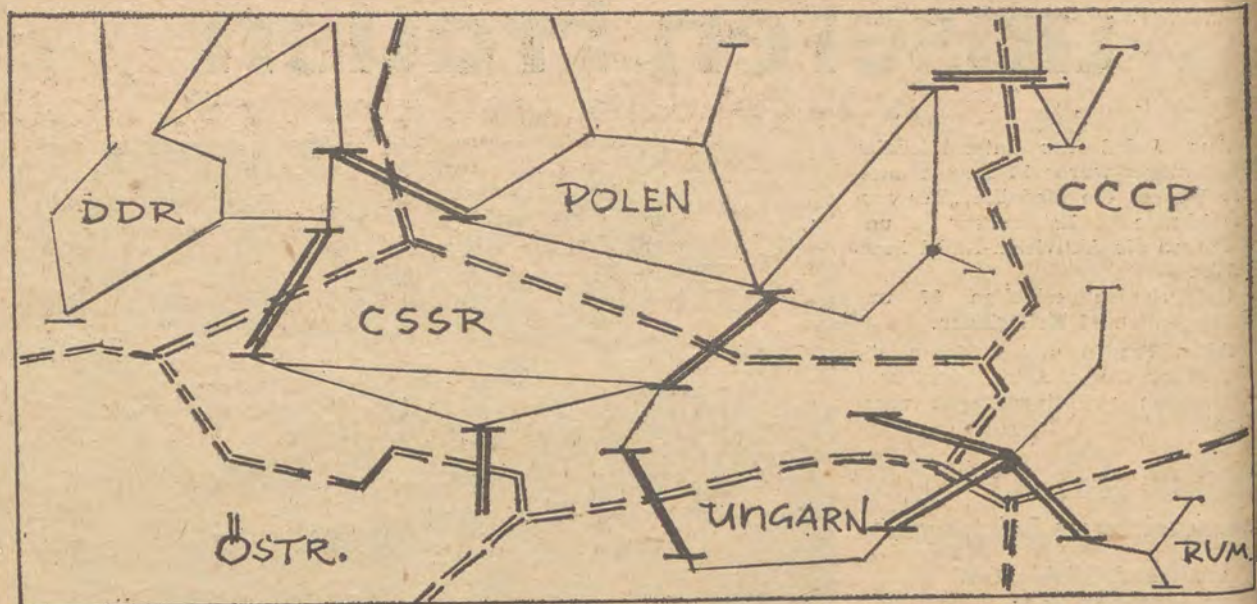 DDR
POLEN
CCCP
CSSR
UNGARN
ÖSTR.
RUM.